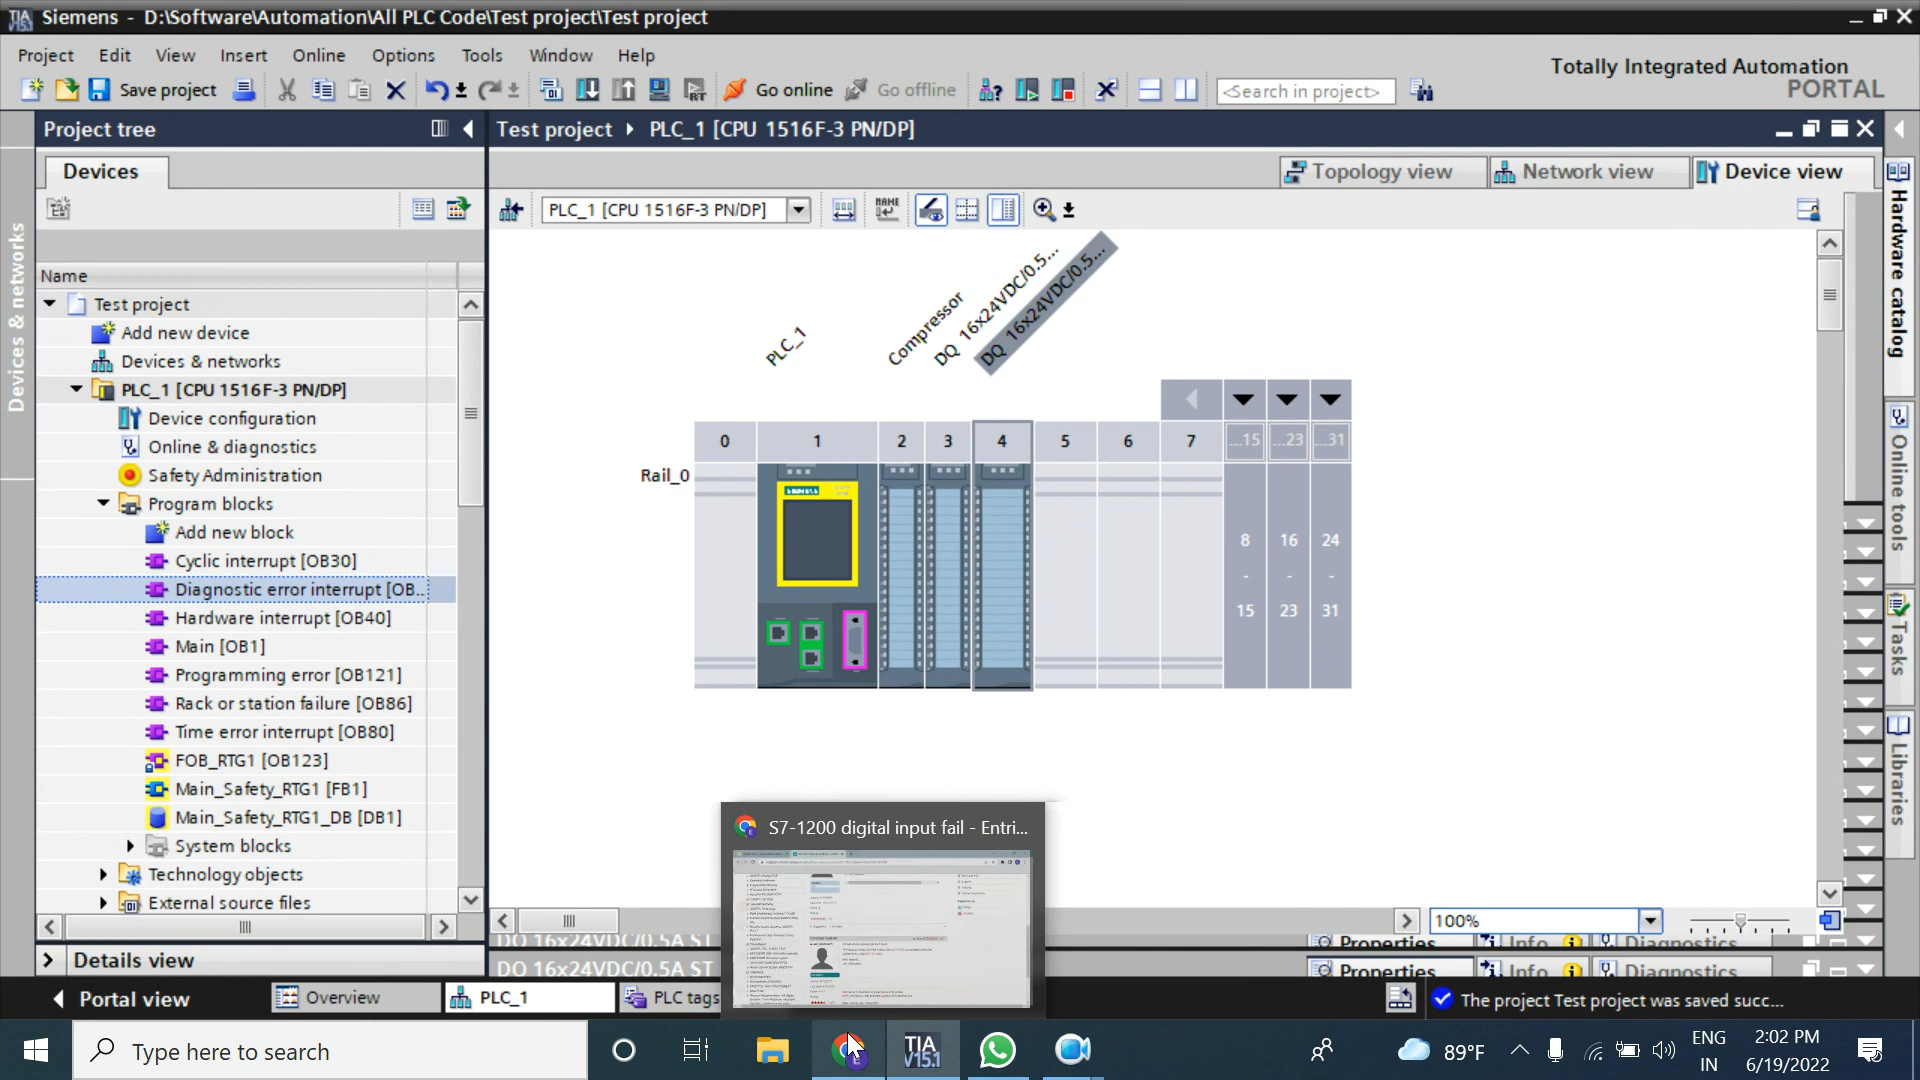 Siemens - D:\Software\Automation\All PLC Code\Test project\Test project
Project Edit View Insert Online Options Tools Window Help
Totally Integrated Automation
PORTAL
Save project Go online Go offline <Search in project>
Project tree
Test project ▸ PLC_1 [CPU 1516F-3 PN/DP]
Devices
Topology view Network view Device view
PLC_1 [CPU 1516F-3 PN/DP]
Devices & networks
Name
Test project
Add new device
Devices & networks
PLC_1 [CPU 1516F-3 PN/DP]
Device configuration
Online & diagnostics
Safety Administration
Program blocks
Add new block
Cyclic interrupt [OB30]
Diagnostic error interrupt [OB...
Hardware interrupt [OB40]
Main [OB1]
Programming error [OB121]
Rack or station failure [OB86]
Time error interrupt [OB80]
FOB_RTG1 [OB123]
Main_Safety_RTG1 [FB1]
Main_Safety_RTG1_DB [DB1]
System blocks
Technology objects
External source files
Details view
PLC_1
Compressor
DQ 16x24VDC/0.5...
DQ 16x24VDC/0.5...
0 1 2 3 4 5 6 7 ...15 ...23 ...31
Rail_0
SIEMENS
8 16 24
- - -
15 23 31
Hardware catalog
Online tools
Tasks
Libraries
S7-1200 digital input fail - Entri...
100%
DQ 16x24VDC/0.5A ST
Properties Info Diagnostics
DQ 16x24VDC/0.5A ST
Properties Info Diagnostics
Portal view Overview PLC_1 PLC tags
The project Test project was saved succ...
Type here to search
TIA
V15.1
89°F
ENG
IN
2:02 PM
6/19/2022